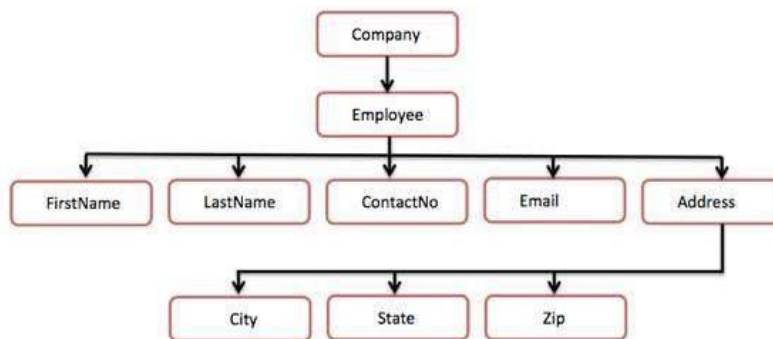 Company
Employee
FirstName
LastName
ContactNo
Email
Address
City
State
Zip